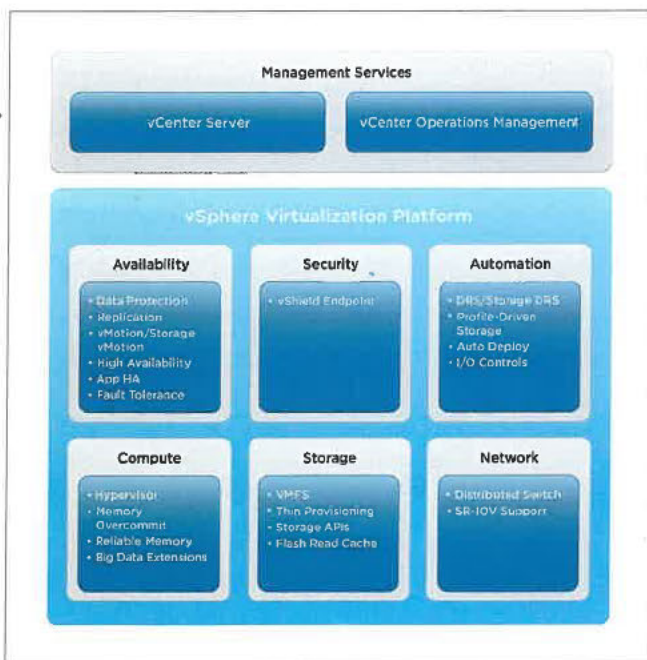 Management Services
vCenter Server
vCenter Operations Management
vSphere Virtualization Platform
Availability
• Data Protection
• Replication
• vMotion/Storage
vMotion
• High Availability
• App HA
• Fault Tolerance
Security
• vShield Endpoint
Automation
• DRS/Storage DRS
• Profile-Driven
Storage
• Auto Deploy
• I/O Controls
Compute
• Hypervisor
• Memory
Overcommit
• Reliable Memory
• Big Data Extensions
Storage
• VMFS
• Thin Provisioning
• Storage APIs
• Flash Read Cache
Network
• Distributed Switch
• SR-IOV Support